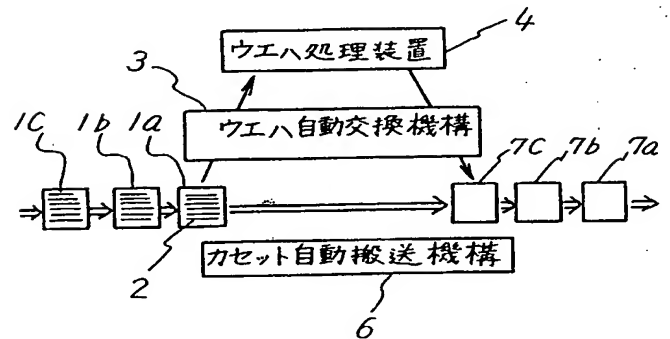 4
ウエハ処理装置
3
ウエハ自動交換機構
1C 1b 1a
7C 7b 7a
カセット自動搬送機構
2
6